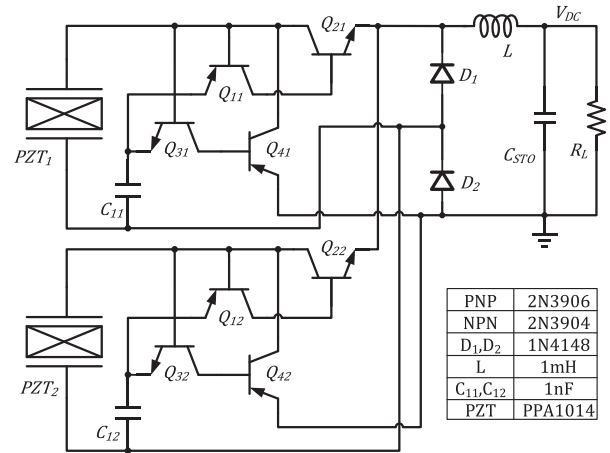 Q21
VDC
L
D1
Q11
PZT1
Q31
Q41
CSTO
RL
C11
D2
Q22
Q12
PZT2
Q32
Q42
C12
PNP 2N3906
NPN 2N3904
D1,D2 1N4148
L 1mH
C11,C12 1nF
PZT PPA1014